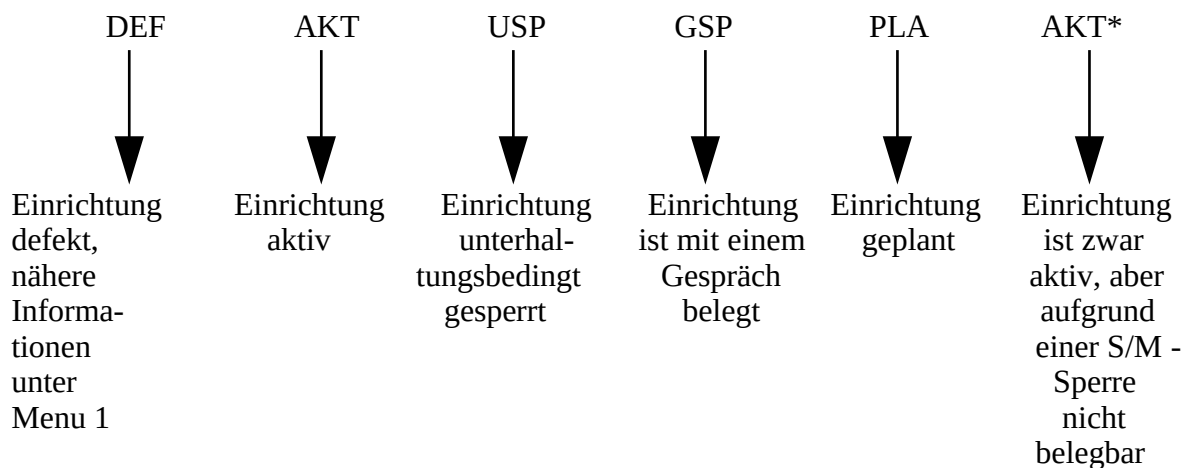 DEF AKT USP GSP PLA AKT*
Einrichtung
defekt,
nähere
Informa-
tionen
unter
Menu 1
Einrichtung
aktiv
Einrichtung
unterhal-
tungsbedingt
gesperrt
Einrichtung
ist mit einem
Gespräch
belegt
Einrichtung
geplant
Einrichtung
ist zwar
aktiv, aber
aufgrund
einer S/M -
Sperre
nicht
belegbar